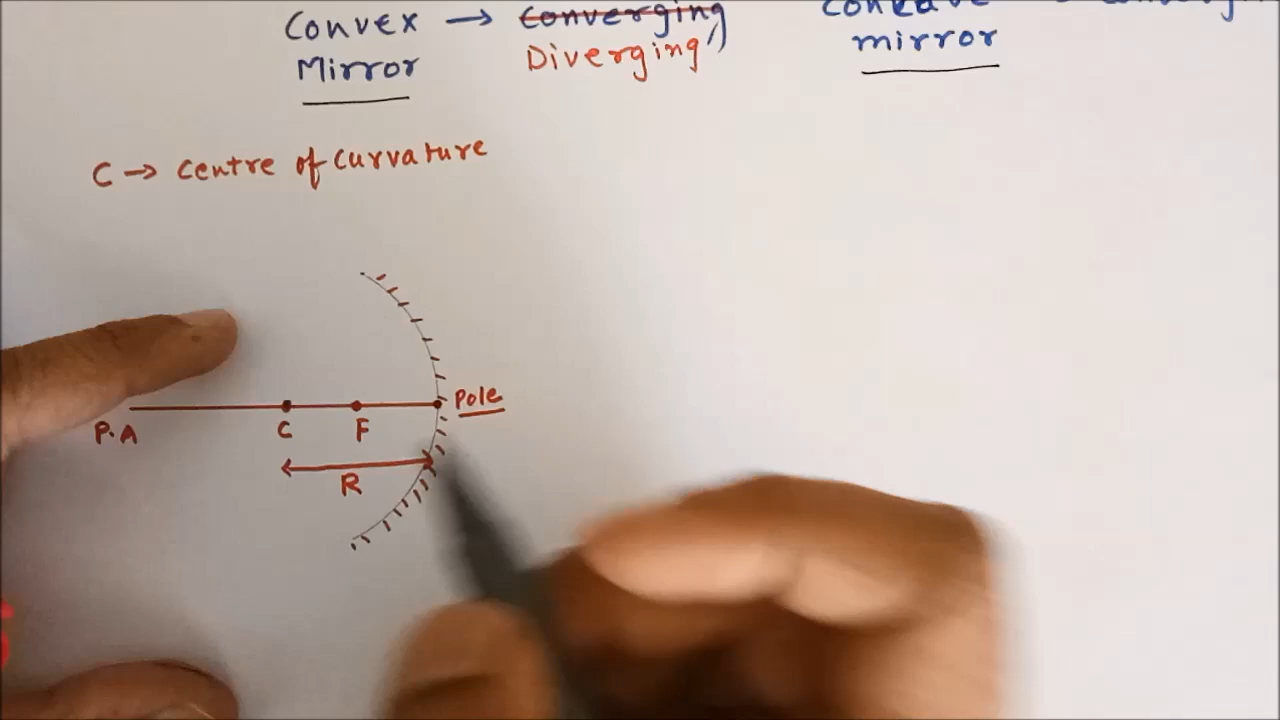 Convex → Converging
Mirror
Diverging
mirror
C → Centre of Curvature
Pole
P.A
C
F
R